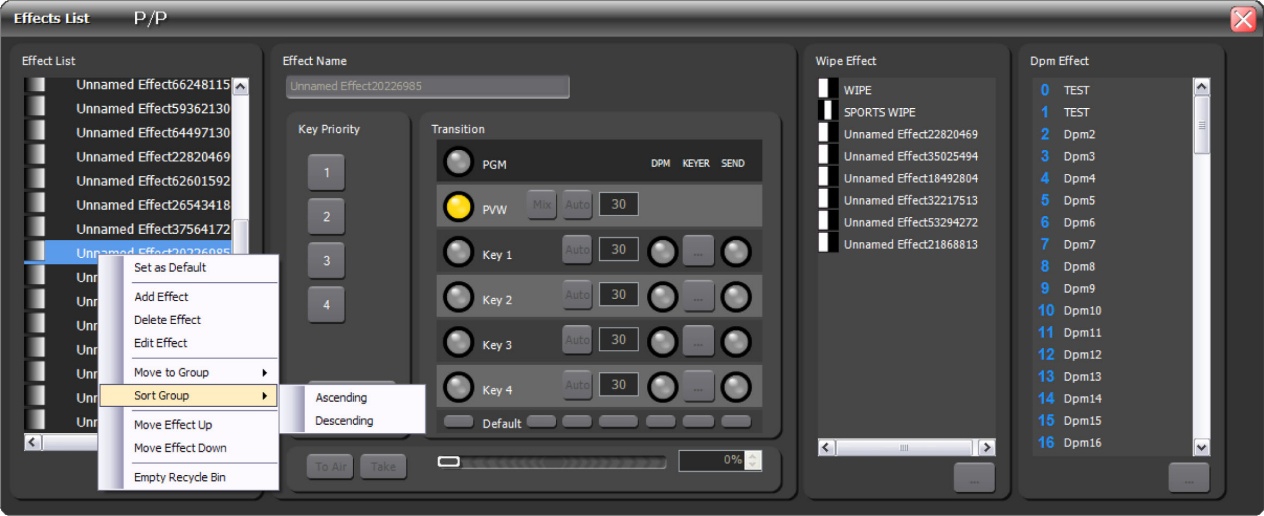 Effects List P/P
Effect List
Unnamed Effect66248115
Unnamed Effect59362130
Unnamed Effect64497130
Unnamed Effect22820469
Unnamed Effect62601592
Unnamed Effect26543418
Unnamed Effect37564172
Unnamed Effect20226985
Unn
Unn
Unn
Unn
Unn
Unn
Unn
Set as Default
Add Effect
Delete Effect
Edit Effect
Move to Group
Sort Group
Move Effect Up
Move Effect Down
Empty Recycle Bin
Ascending
Descending
Effect Name
Unnamed Effect20226985
Key Priority
1
2
3
4
Transition
PGM DPM KEYER SEND
PVW Mix Auto 30
Key 1 Auto 30 ...
Key 2 Auto 30 ...
Key 3 Auto 30 ...
Key 4 Auto 30 ...
Default
To Air Take 0%
Wipe Effect
WIPE
SPORTS WIPE
Unnamed Effect22820469
Unnamed Effect35025494
Unnamed Effect18492804
Unnamed Effect32217513
Unnamed Effect53294272
Unnamed Effect21868813
...
Dpm Effect
0 TEST
1 TEST
2 Dpm2
3 Dpm3
4 Dpm4
5 Dpm5
6 Dpm6
7 Dpm7
8 Dpm8
9 Dpm9
10 Dpm10
11 Dpm11
12 Dpm12
13 Dpm13
14 Dpm14
15 Dpm15
16 Dpm16
...